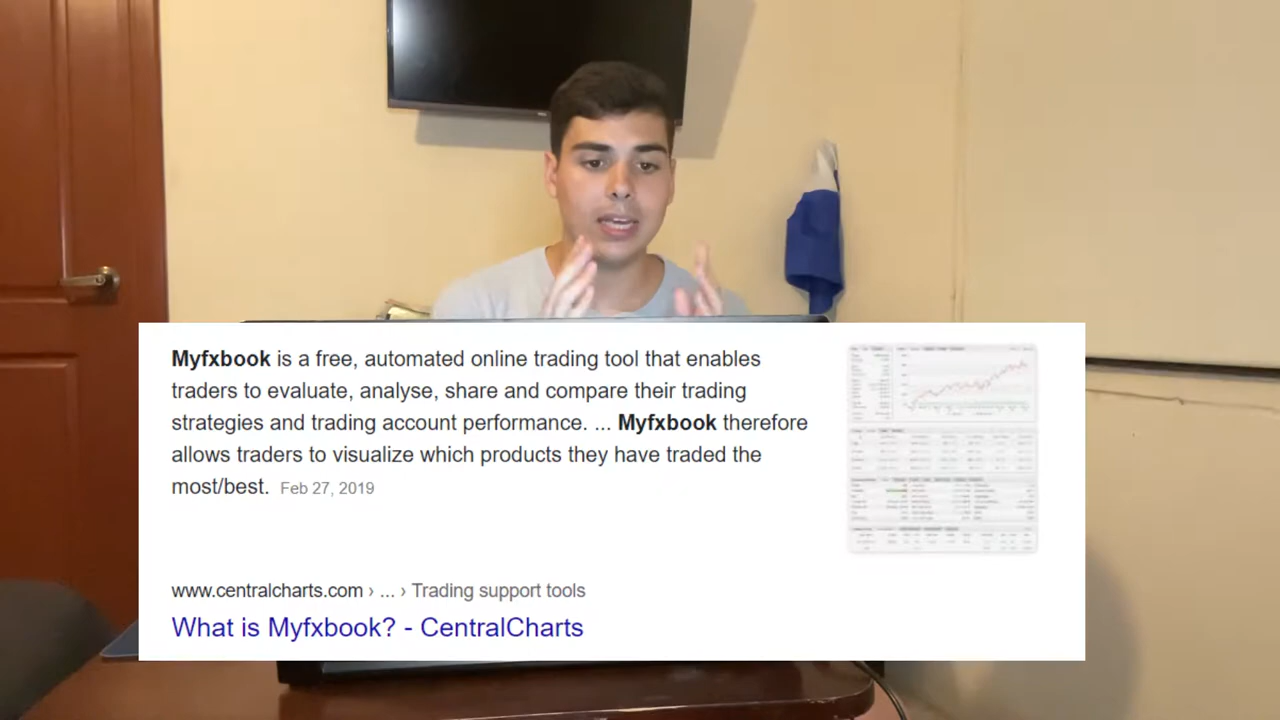 Myfxbook is a free, automated online trading tool that enables
traders to evaluate, analyse, share and compare their trading
strategies and trading account performance. ... Myfxbook therefore
allows traders to visualize which products they have traded the
most/best. Feb 27, 2019
www.centralcharts.com › ... › Trading support tools
What is Myfxbook? - CentralCharts